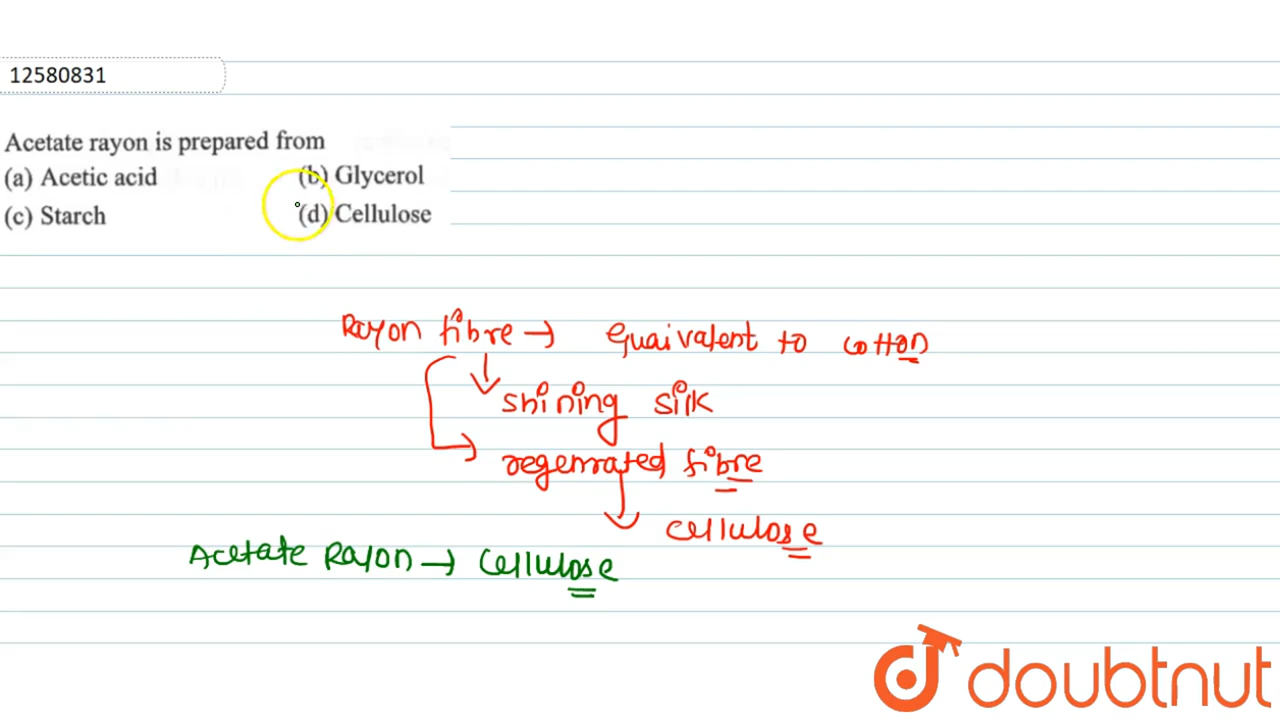 12580831
Acetate rayon is prepared from
(a) Acetic acid (b) Glycerol
(c) Starch (d) Cellulose
Rayon fibre → Equaivalent to cotton
shining silk
regenrated fibre
cellulose
Acetate Rayon → cellulose
doubtnut